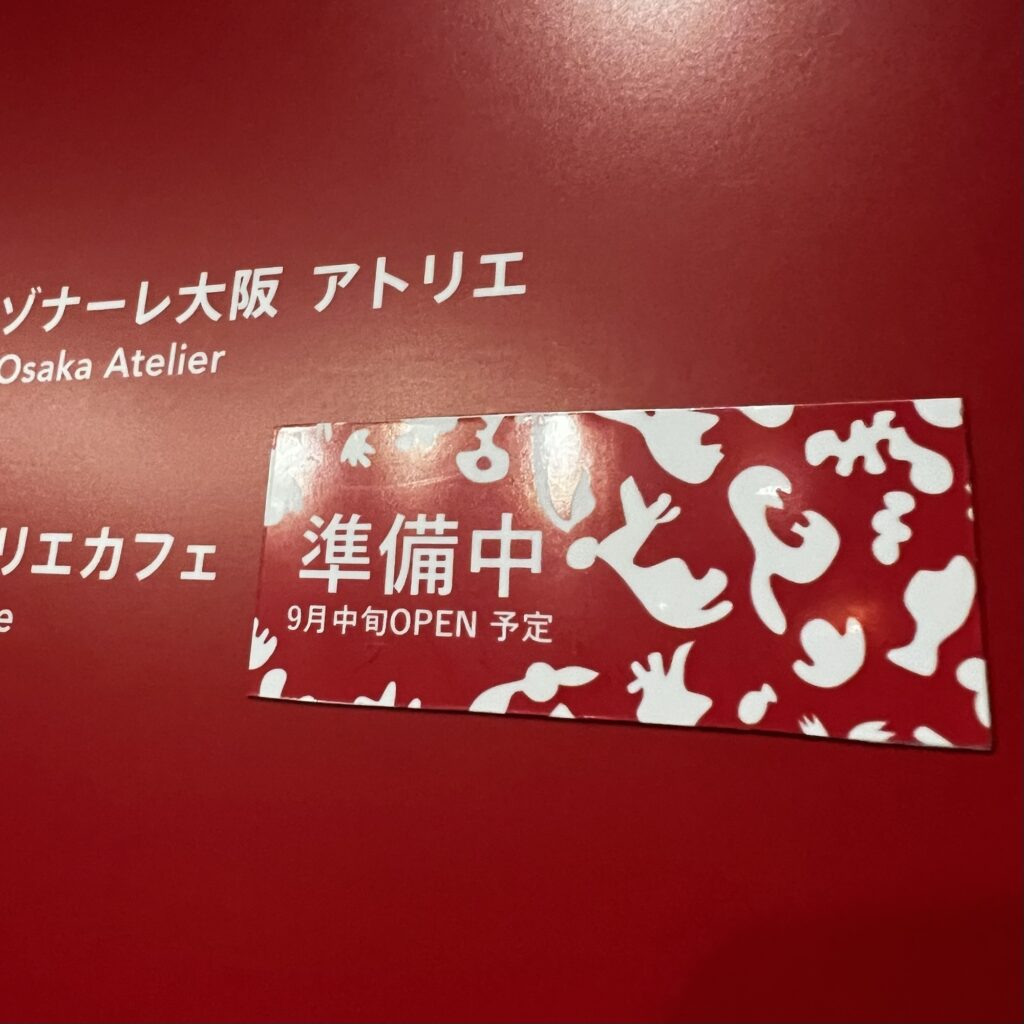 ゾナーレ大阪 アトリエ
Osaka Atelier
リエカフェ
e
準備中
9月中旬OPEN 予定